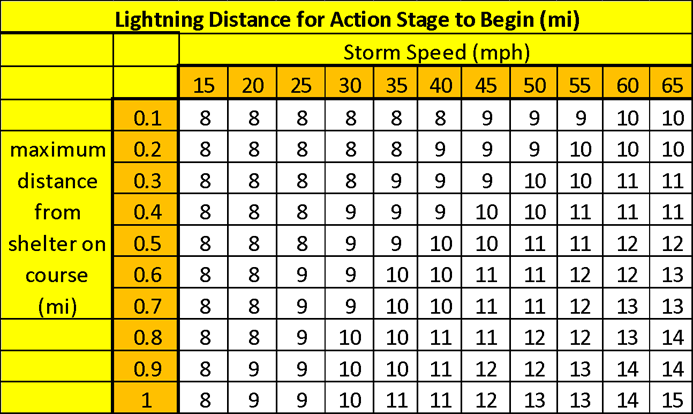 Lightning Distance for Action Stage to Begin (mi)
Storm Speed (mph)
15 20 25 30 35 40 45 50 55 60 65
0.1 8 8 8 8 8 8 9 9 9 10 10
maximum 0.2 8 8 8 8 8 9 9 9 10 10 10
distance 0.3 8 8 8 8 9 9 9 10 10 11 11
from 0.4 8 8 8 9 9 9 10 10 11 11 11
shelter on 0.5 8 8 8 9 9 10 10 11 11 12 12
course 0.6 8 8 9 9 10 10 11 11 12 12 13
(mi) 0.7 8 8 9 9 10 10 11 11 12 13 13
0.8 8 8 9 10 10 11 11 12 12 13 14
0.9 8 9 9 10 10 11 12 12 13 14 14
1 8 9 9 10 11 11 12 13 13 14 15